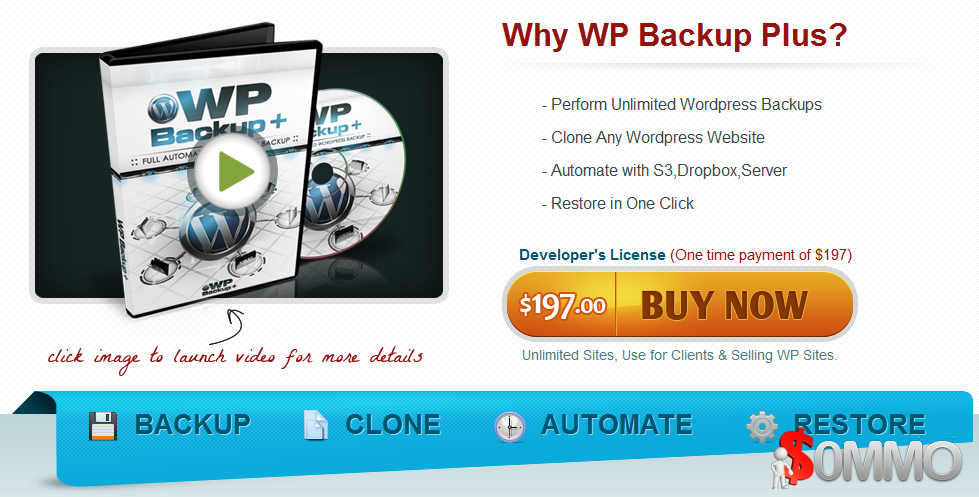 Why WP Backup Plus?
WP
Backup+
:: FULL AUTOMA
BACKUP ::
WP
Backup+
ED WORDPRESS BACKUP ::
WP Backup+
WP
Backup+
- Perform Unlimited Wordpress Backups
- Clone Any Wordpress Website
- Automate with S3,Dropbox,Server
- Restore in One Click
Developer's License (One time payment of $197)
$197.00 BUY NOW
Unlimited Sites, Use for Clients & Selling WP Sites.
click image to launch video for more details
BACKUP CLONE AUTOMATE RESTORE
$0MMO